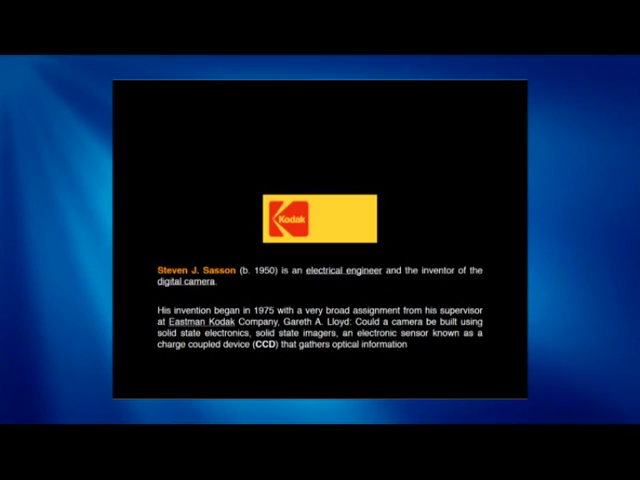 Kodak
Steven J. Sasson (b. 1950) is an electrical engineer and the inventor of the
digital camera.
His invention began in 1975 with a very broad assignment from his supervisor
at Eastman Kodak Company, Gareth A. Lloyd: Could a camera be built using
solid state electronics, solid state imagers, an electronic sensor known as a
charge coupled device (CCD) that gathers optical information